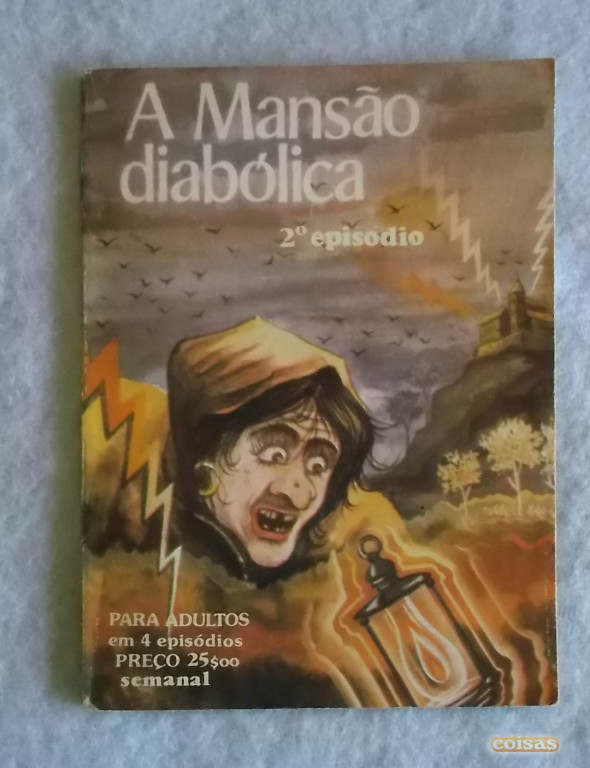 A Mansão
diabólica
2º episodio
PARA ADULTOS
em 4 episódios
PREÇO 25$00
semanal
coisas